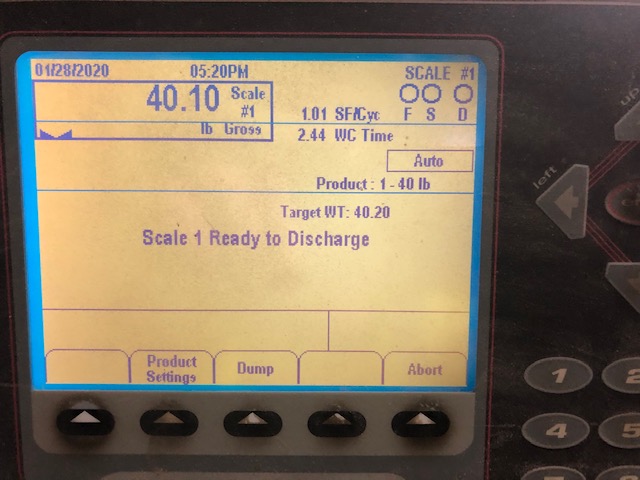 01/28/2020 05:20PM SCALE #1
40.10 Scale #1
lb Gross
1.01 SF/Cyc F S D
2.44 WC Time
Auto
Product : 1 - 40 lb
Target WT: 40.20
Scale 1 Ready to Discharge
Product Settings Dump Abort
up
left
1 2
4 5